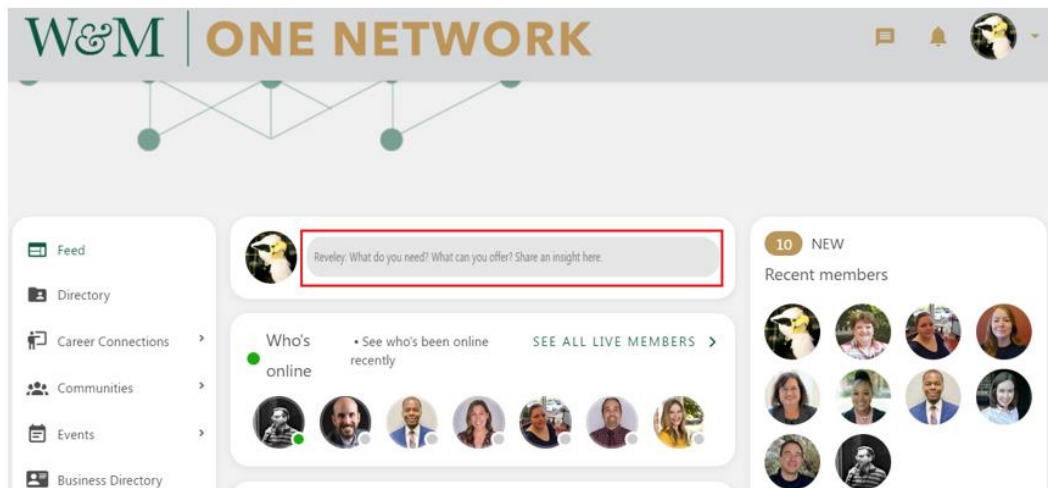 W&M | ONE NETWORK
Feed
Directory
Career Connections
Communities
Events
Business Directory
Reveley: What do you need? What can you offer? Share an insight here.
Who's online
• See who's been online recently
SEE ALL LIVE MEMBERS
10 NEW
Recent members